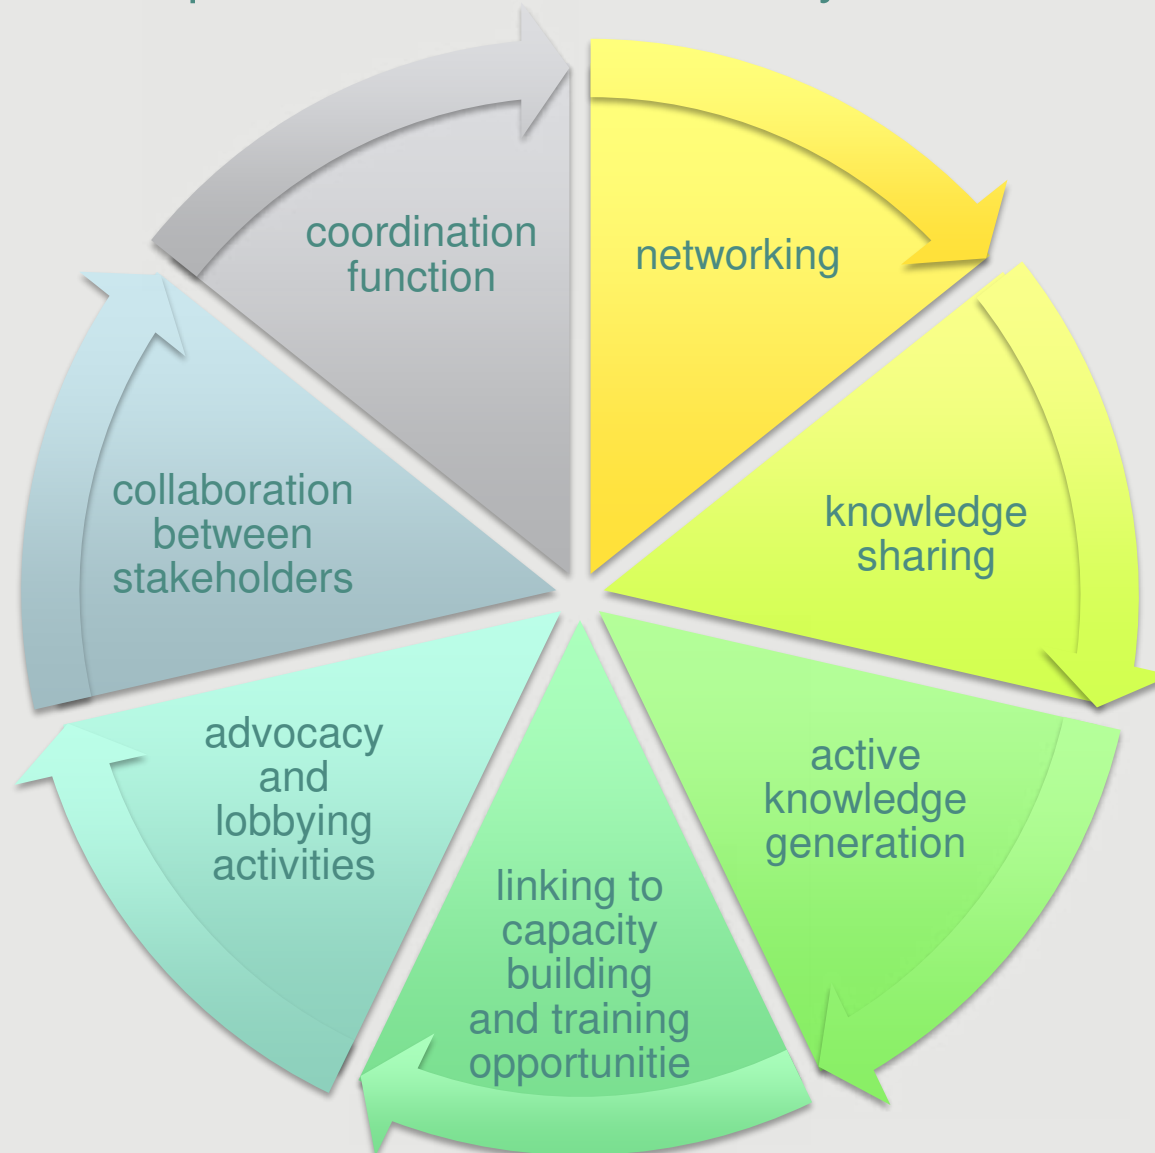 networking
knowledge
sharing
active
knowledge
generation
linking to
capacity
building
and training
opportunitie
advocacy
and
lobbying
activities
collaboration
between
stakeholders
coordination
function